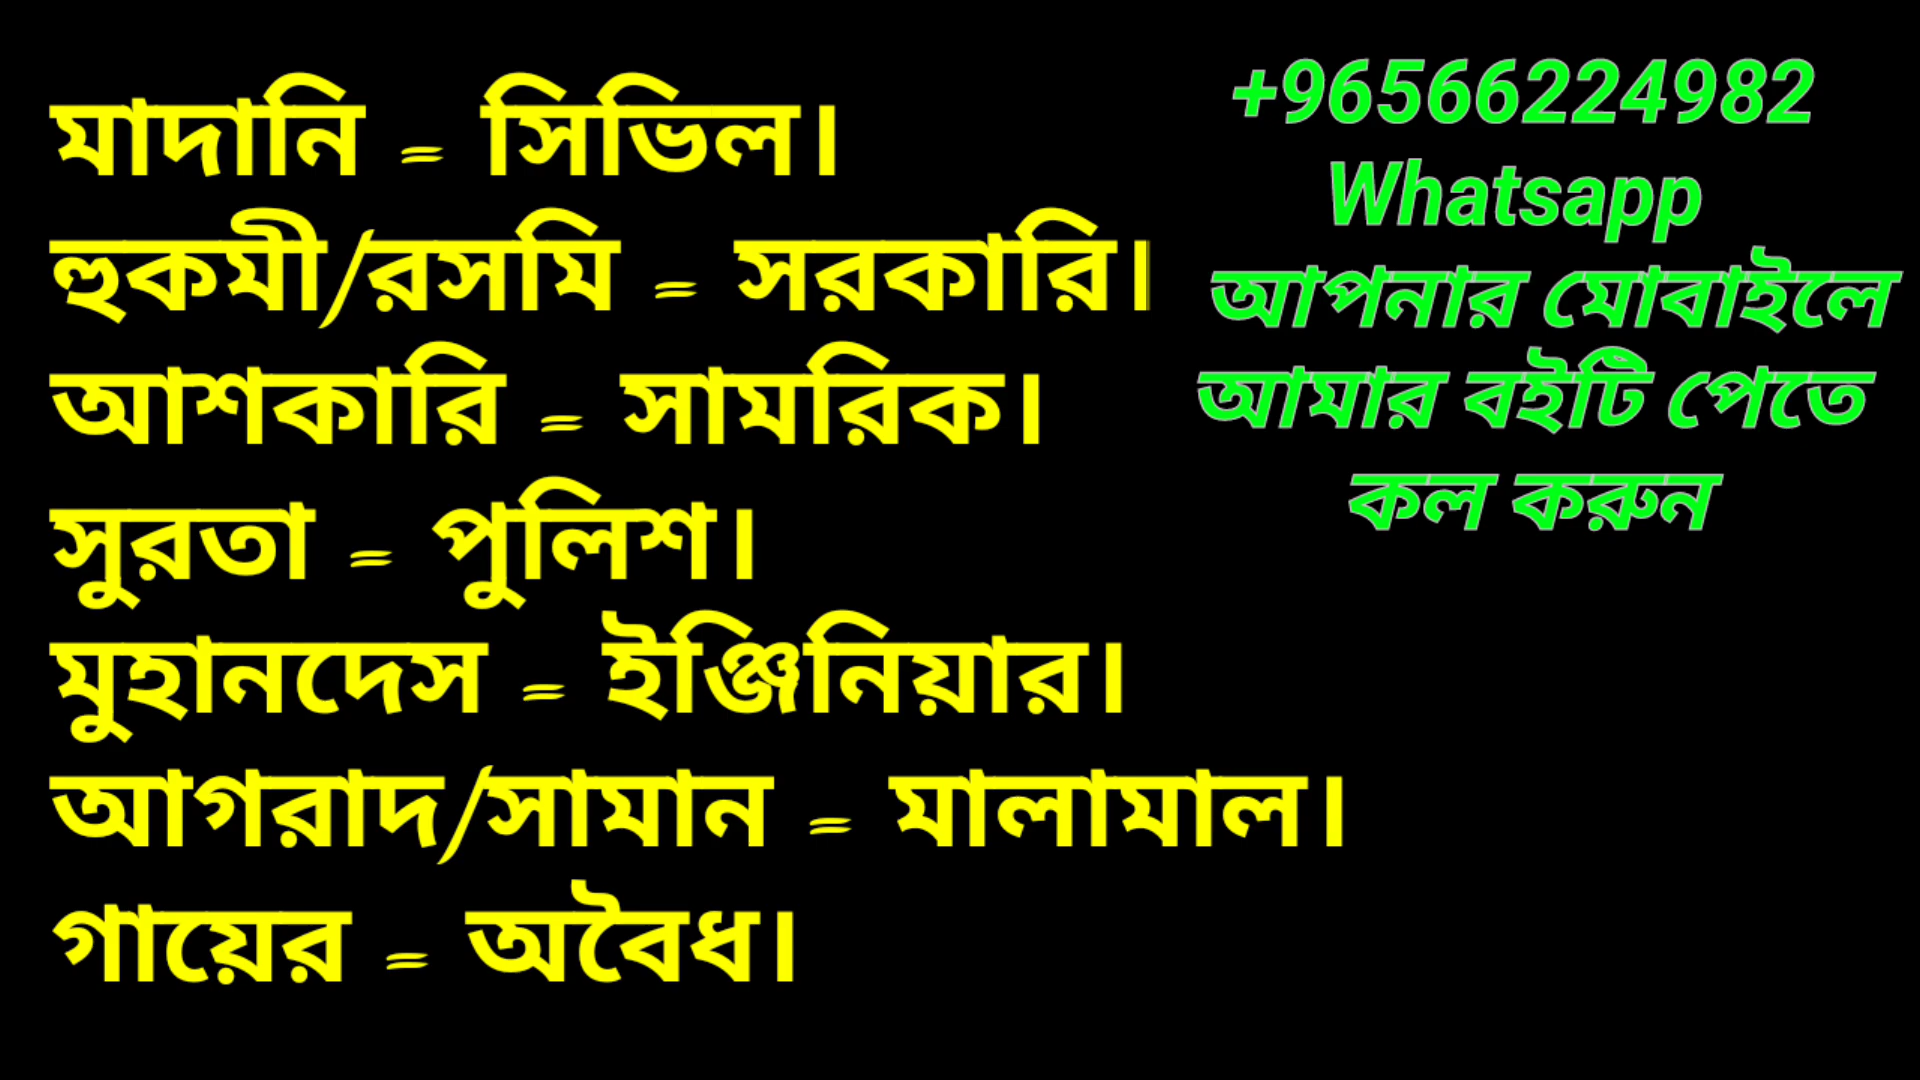 মাদানি = সিভিল।
হুকমী/রসমি = সরকারি।
আশকারি = সামরিক।
সুরতা = পুলিশ।
মুহানদেস = ইঞ্জিনিয়ার।
আগরাদ/সামান = মালামাল।
গায়ের = অবৈধ।
+96566224982
Whatsapp
আপনার মোবাইলে
আমার বইটি পেতে
কল করুন